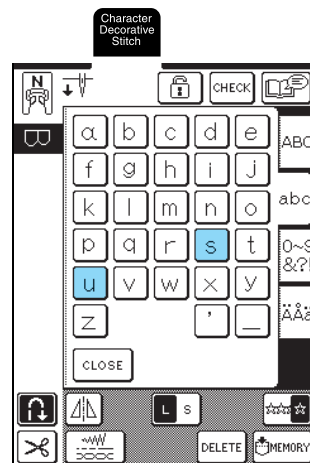 Character
Decorative
Stitch
N
CHECK
ABC
a b c d e
f g h i j
abc
k l m n o
p q r s t
0~9
&?!
u v w x y
ÄÅä
z ' _
CLOSE
L S
DELETE
MEMORY